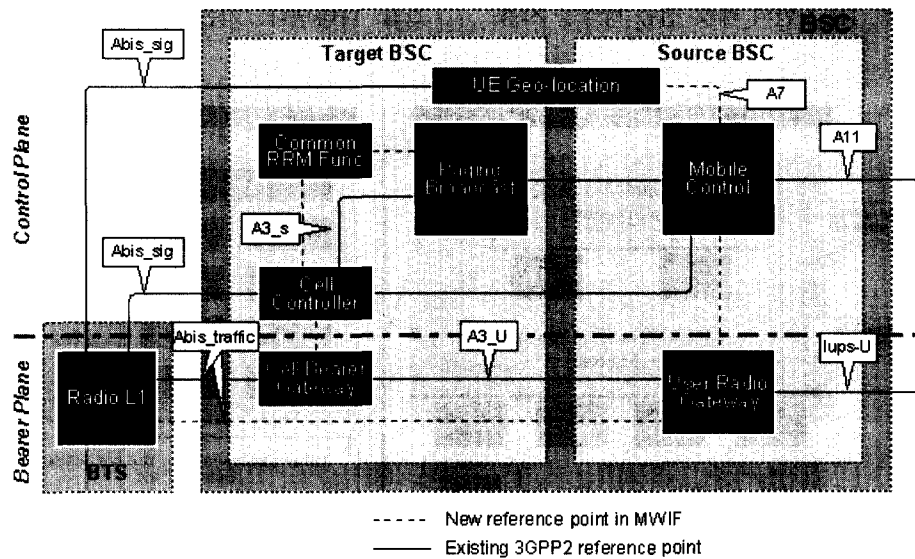 BSC
Target BSC
Source BSC
Abis_sig
UE Geo-location
A7
A11
Common
RRM Func
Paging
Broadcast
Mobile
Control
Control Plane
A3_s
Abis_sig
Cell
Controller
Abis_traffic
A3_U
Iups-U
Cell Bearer
Gateway
User Radio
Gateway
Radio L1
Bearer Plane
BTS
New reference point in MWIF
Existing 3GPP2 reference point